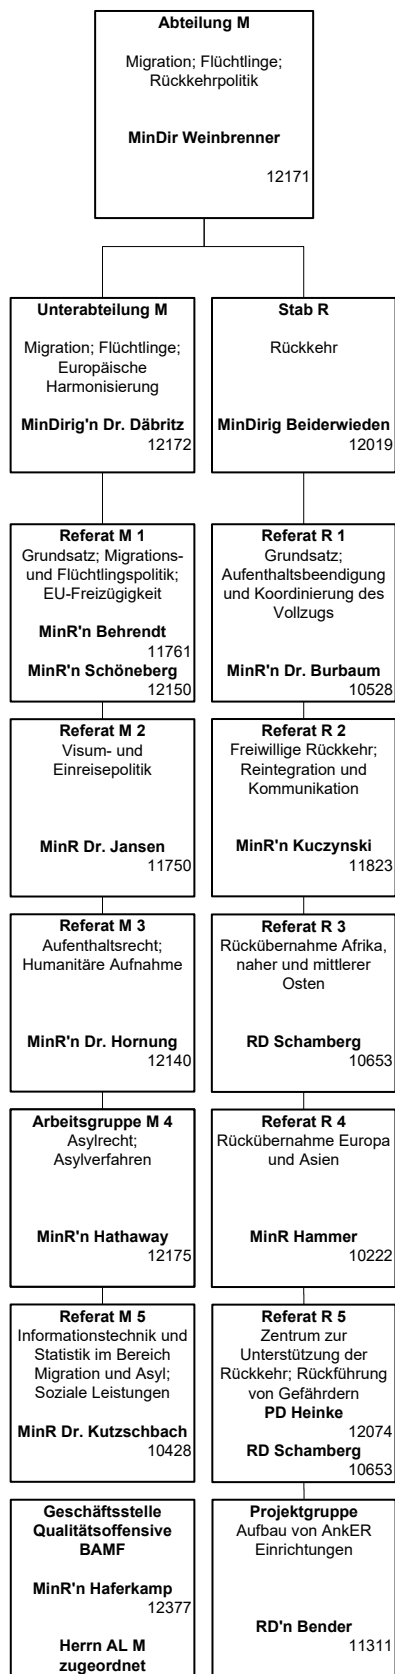 Abteilung M
Migration; Flüchtlinge;
Rückkehrpolitik
MinDir Weinbrenner
12171
Unterabteilung M
Migration; Flüchtlinge;
Europäische
Harmonisierung
MinDirig'n Dr. Däbritz
12172
Stab R
Rückkehr
MinDirig Beiderwieden
12019
Referat M 1
Grundsatz; Migrations-
und Flüchtlingspolitik;
EU-Freizügigkeit
MinR'n Behrendt
11761
MinR'n Schöneberg
12150
Referat R 1
Grundsatz;
Aufenthaltsbeendigung
und Koordinierung des
Vollzugs
MinR'n Dr. Burbaum
10528
Referat M 2
Visum- und
Einreisepolitik
MinR Dr. Jansen
11750
Referat R 2
Freiwillige Rückkehr;
Reintegration und
Kommunikation
MinR'n Kuczynski
11823
Referat M 3
Aufenthaltsrecht;
Humanitäre Aufnahme
MinR'n Dr. Hornung
12140
Referat R 3
Rückübernahme Afrika,
naher und mittlerer
Osten
RD Schamberg
10653
Arbeitsgruppe M 4
Asylrecht;
Asylverfahren
MinR'n Hathaway
12175
Referat R 4
Rückübernahme Europa
und Asien
MinR Hammer
10222
Referat M 5
Informationstechnik und
Statistik im Bereich
Migration und Asyl;
Soziale Leistungen
MinR Dr. Kutzschbach
10428
Referat R 5
Zentrum zur
Unterstützung der
Rückkehr; Rückführung
von Gefährdern
PD Heinke
12074
RD Schamberg
10653
Geschäftsstelle
Qualitätsoffensive
BAMF
MinR'n Haferkamp
12377
Herrn AL M
zugeordnet
Projektgruppe
Aufbau von AnkER
Einrichtungen
RD'n Bender
11311